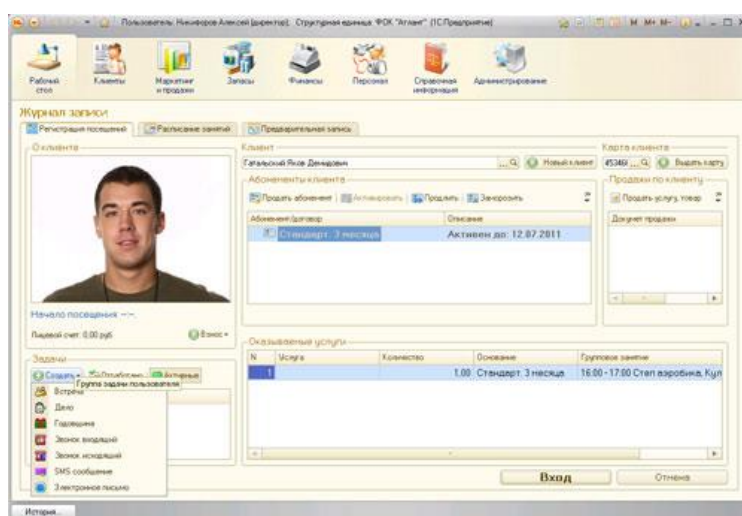 Пользователь: Никифоров Алексей (директор); Структурная единица "ФОК "Атлант" (1С:Предприятие)
M M+ M-
Рабочий стол
Клиенты
Маркетинг и продажи
Запасы
Финансы
Персонал
Справочная информация
Администрирование
Журнал записи
Регистрация посещений
Расписание занятий
Предварительная запись
О клиенте
Клиент
Карта клиента
Гатальский Яков Демидович
Новый клиент
Выдать карту
Абонементы клиента
Продажи по клиенту
Продать абонемент
Активировать
Продлить
Заморозить
Продать услугу, товар
Абонемент/договор
Описание
Документ продажи
Стандарт. 3 месяца
Активен до: 12.07.2011
Начало посещения --:--.
Лицевой счет: 0,00 руб.
Взнос
Оказываемые услуги
Задачи
N
Услуга
Количество
Основание
Групповое занятие
Создать
Отработано
Активные
1
1.00
Стандарт. 3 месяца
16:00 - 17:00 Степ аэробика,
Группа задачи пользователя
Встреча
Дело
Годовщина
Звонок входящий
Звонок исходящий
SMS сообщение
Электронное письмо
Вход
Отмена
История...